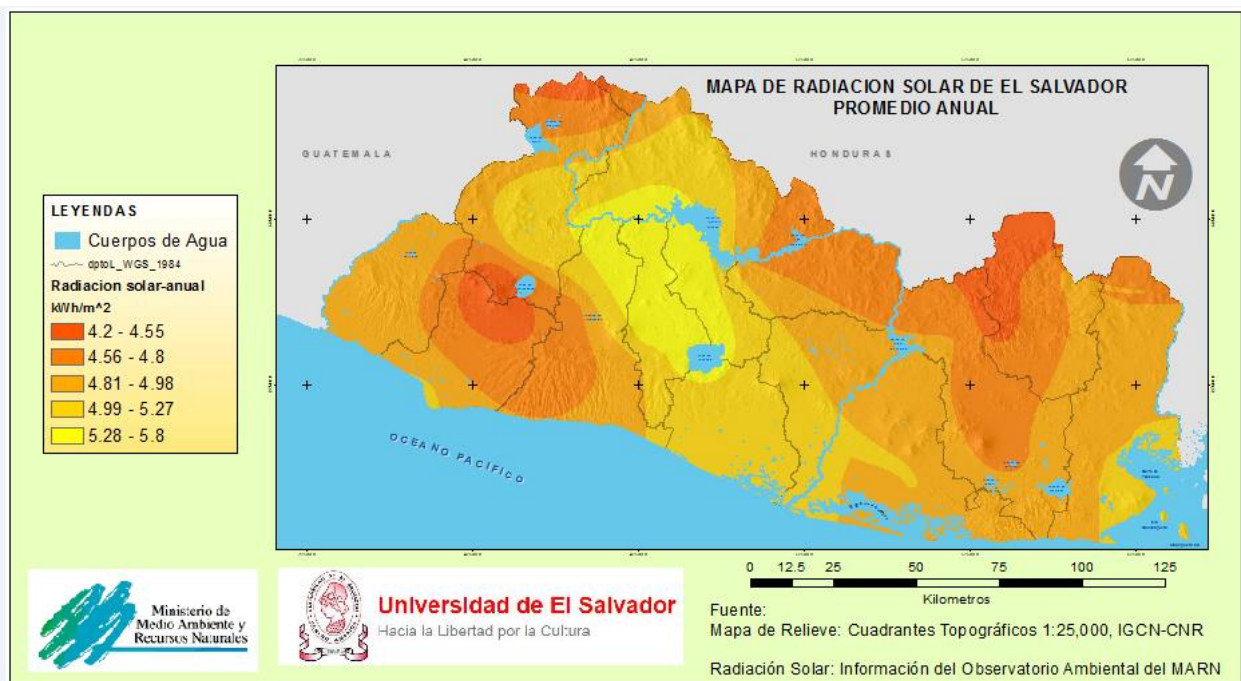 MAPA DE RADIACION SOLAR DE EL SALVADOR
PROMEDIO ANUAL
GUATEMALA
HONDURAS
N
LEYENDAS
Cuerpos de Agua
dptoL_WGS_1984
Radiacion solar-anual
kWh/m^2
4.2 - 4.55
4.56 - 4.8
4.81 - 4.98
4.99 - 5.27
5.28 - 5.8
OCEANO PACÍFICO
0 12.5 25 50 75 100 125
Kilometros
Ministerio de
Medio Ambiente y
Recursos Naturales
Universidad de El Salvador
Hacia la Libertad por la Cultura
Fuente:
Mapa de Relieve: Cuadrantes Topográficos 1:25,000, IGCN-CNR
Radiación Solar: Información del Observatorio Ambiental del MARN